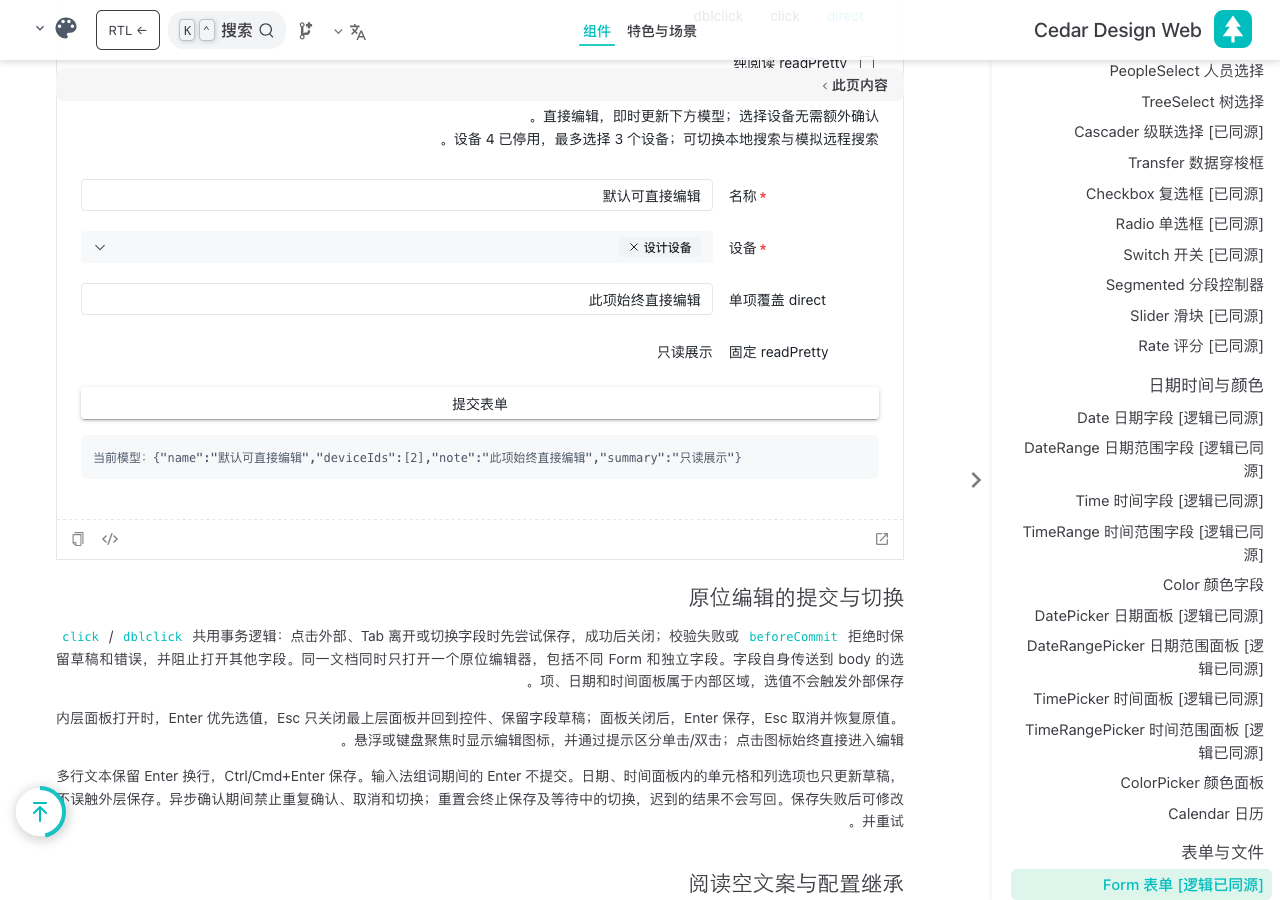 Cedar Design Web
组件
特色与场景
dblclick
click
direct
搜索
^
K
RTL ←
纯阅读 readPretty
此页内容
直接编辑，即时更新下方模型；选择设备无需额外确认。
设备 4 已停用，最多选择 3 个设备；可切换本地搜索与模拟远程搜索。
* 名称
默认可直接编辑
* 设备
设计设备
单项覆盖 direct
此项始终直接编辑
固定 readPretty
只读展示
提交表单
当前模型：{"name":"默认可直接编辑","deviceIds":[2],"note":"此项始终直接编辑","summary":"只读展示"}
</>
原位编辑的提交与切换
click / dblclick 共用事务逻辑：点击外部、Tab 离开或切换字段时先尝试保存，成功后关闭；校验失败或 beforeCommit 拒绝时保
留草稿和错误，并阻止打开其他字段。同一文档同时只打开一个原位编辑器，包括不同 Form 和独立字段。字段自身传送到 body 的选
项、日期和时间面板属于内部区域，选值不会触发外部保存。
内层面板打开时，Enter 优先选值，Esc 只关闭最上层面板并回到控件、保留字段草稿；面板关闭后，Enter 保存，Esc 取消并恢复原值。
悬浮或键盘聚焦时显示编辑图标，并通过提示区分单击/双击；点击图标始终直接进入编辑。
多行文本保留 Enter 换行，Ctrl/Cmd+Enter 保存。输入法组词期间的 Enter 不提交。日期、时间面板内的单元格和列选项也只更新草稿，
不误触外层保存。异步确认期间禁止重复确认、取消和切换；重置会终止保存及等待中的切换，迟到的结果不会写回。保存失败后可修改
并重试。
阅读空文案与配置继承
PeopleSelect 人员选择
TreeSelect 树选择
Cascader 级联选择 [已同源]
Transfer 数据穿梭框
Checkbox 复选框 [已同源]
Radio 单选框 [已同源]
Switch 开关 [已同源]
Segmented 分段控制器
Slider 滑块 [已同源]
Rate 评分 [已同源]
日期时间与颜色
Date 日期字段 [逻辑已同源]
DateRange 日期范围字段 [逻辑已同
源]
Time 时间字段 [逻辑已同源]
TimeRange 时间范围字段 [逻辑已同
源]
Color 颜色字段
DatePicker 日期面板 [逻辑已同源]
DateRangePicker 日期范围面板 [逻
辑已同源]
TimePicker 时间面板 [逻辑已同源]
TimeRangePicker 时间范围面板 [逻
辑已同源]
ColorPicker 颜色面板
Calendar 日历
表单与文件
Form 表单 [逻辑已同源]